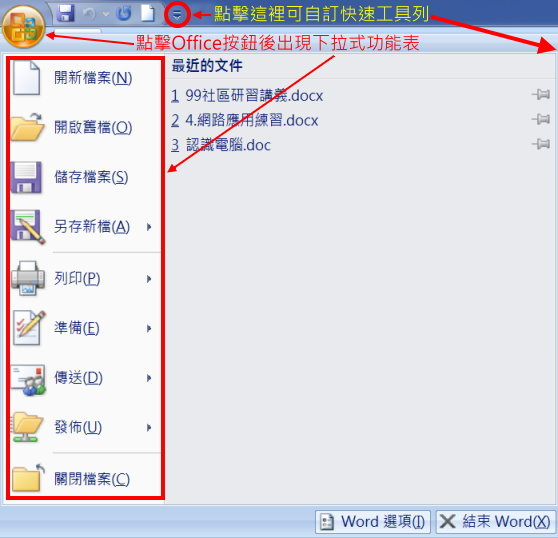 點擊這裡可自訂快速工具列
點擊Office按鈕後出現下拉式功能表
最近的文件
開新檔案(N)
1 99社區研習講義.docx
2 4.網路應用練習.docx
3 認識電腦.doc
開啟舊檔(O)
儲存檔案(S)
另存新檔(A)
列印(P)
準備(E)
傳送(D)
發佈(U)
關閉檔案(C)
Word 選項(I)
結束 Word(X)